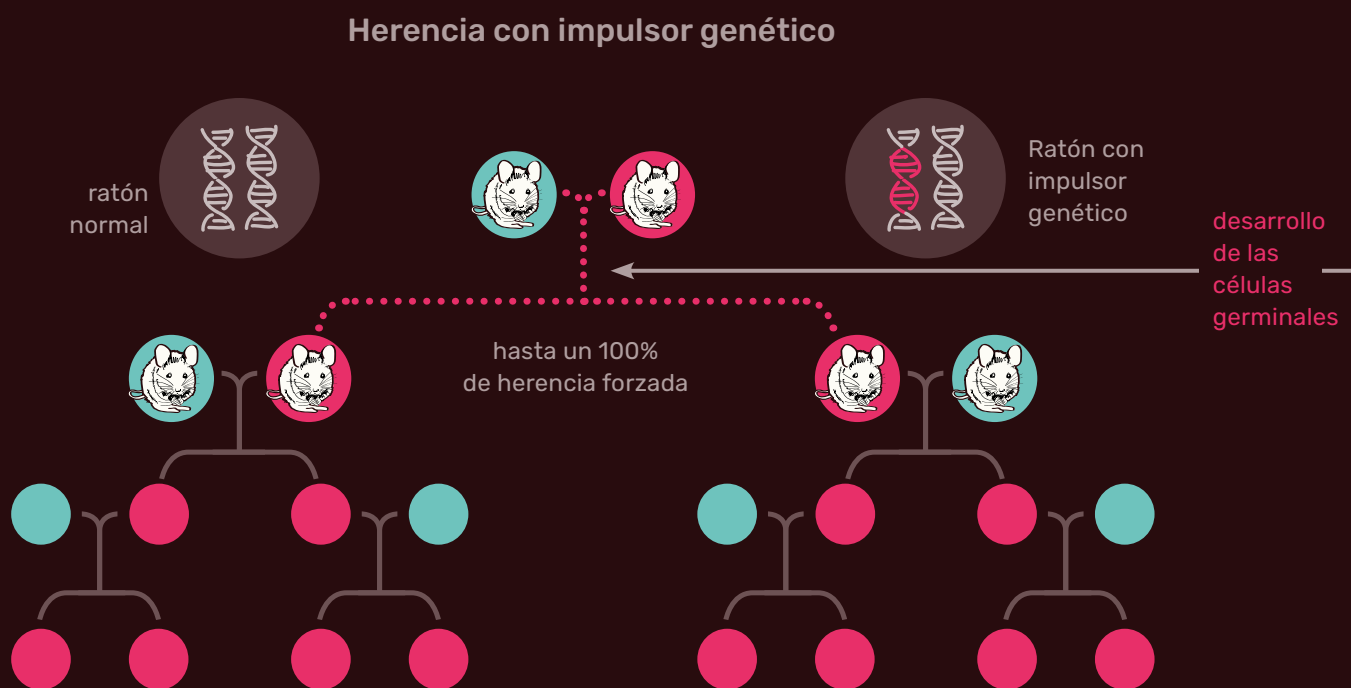 Herencia con impulsor genético
ratón
normal
Ratón con
impulsor
genético
desarrollo
de las
células
germinales
hasta un 100%
de herencia forzada